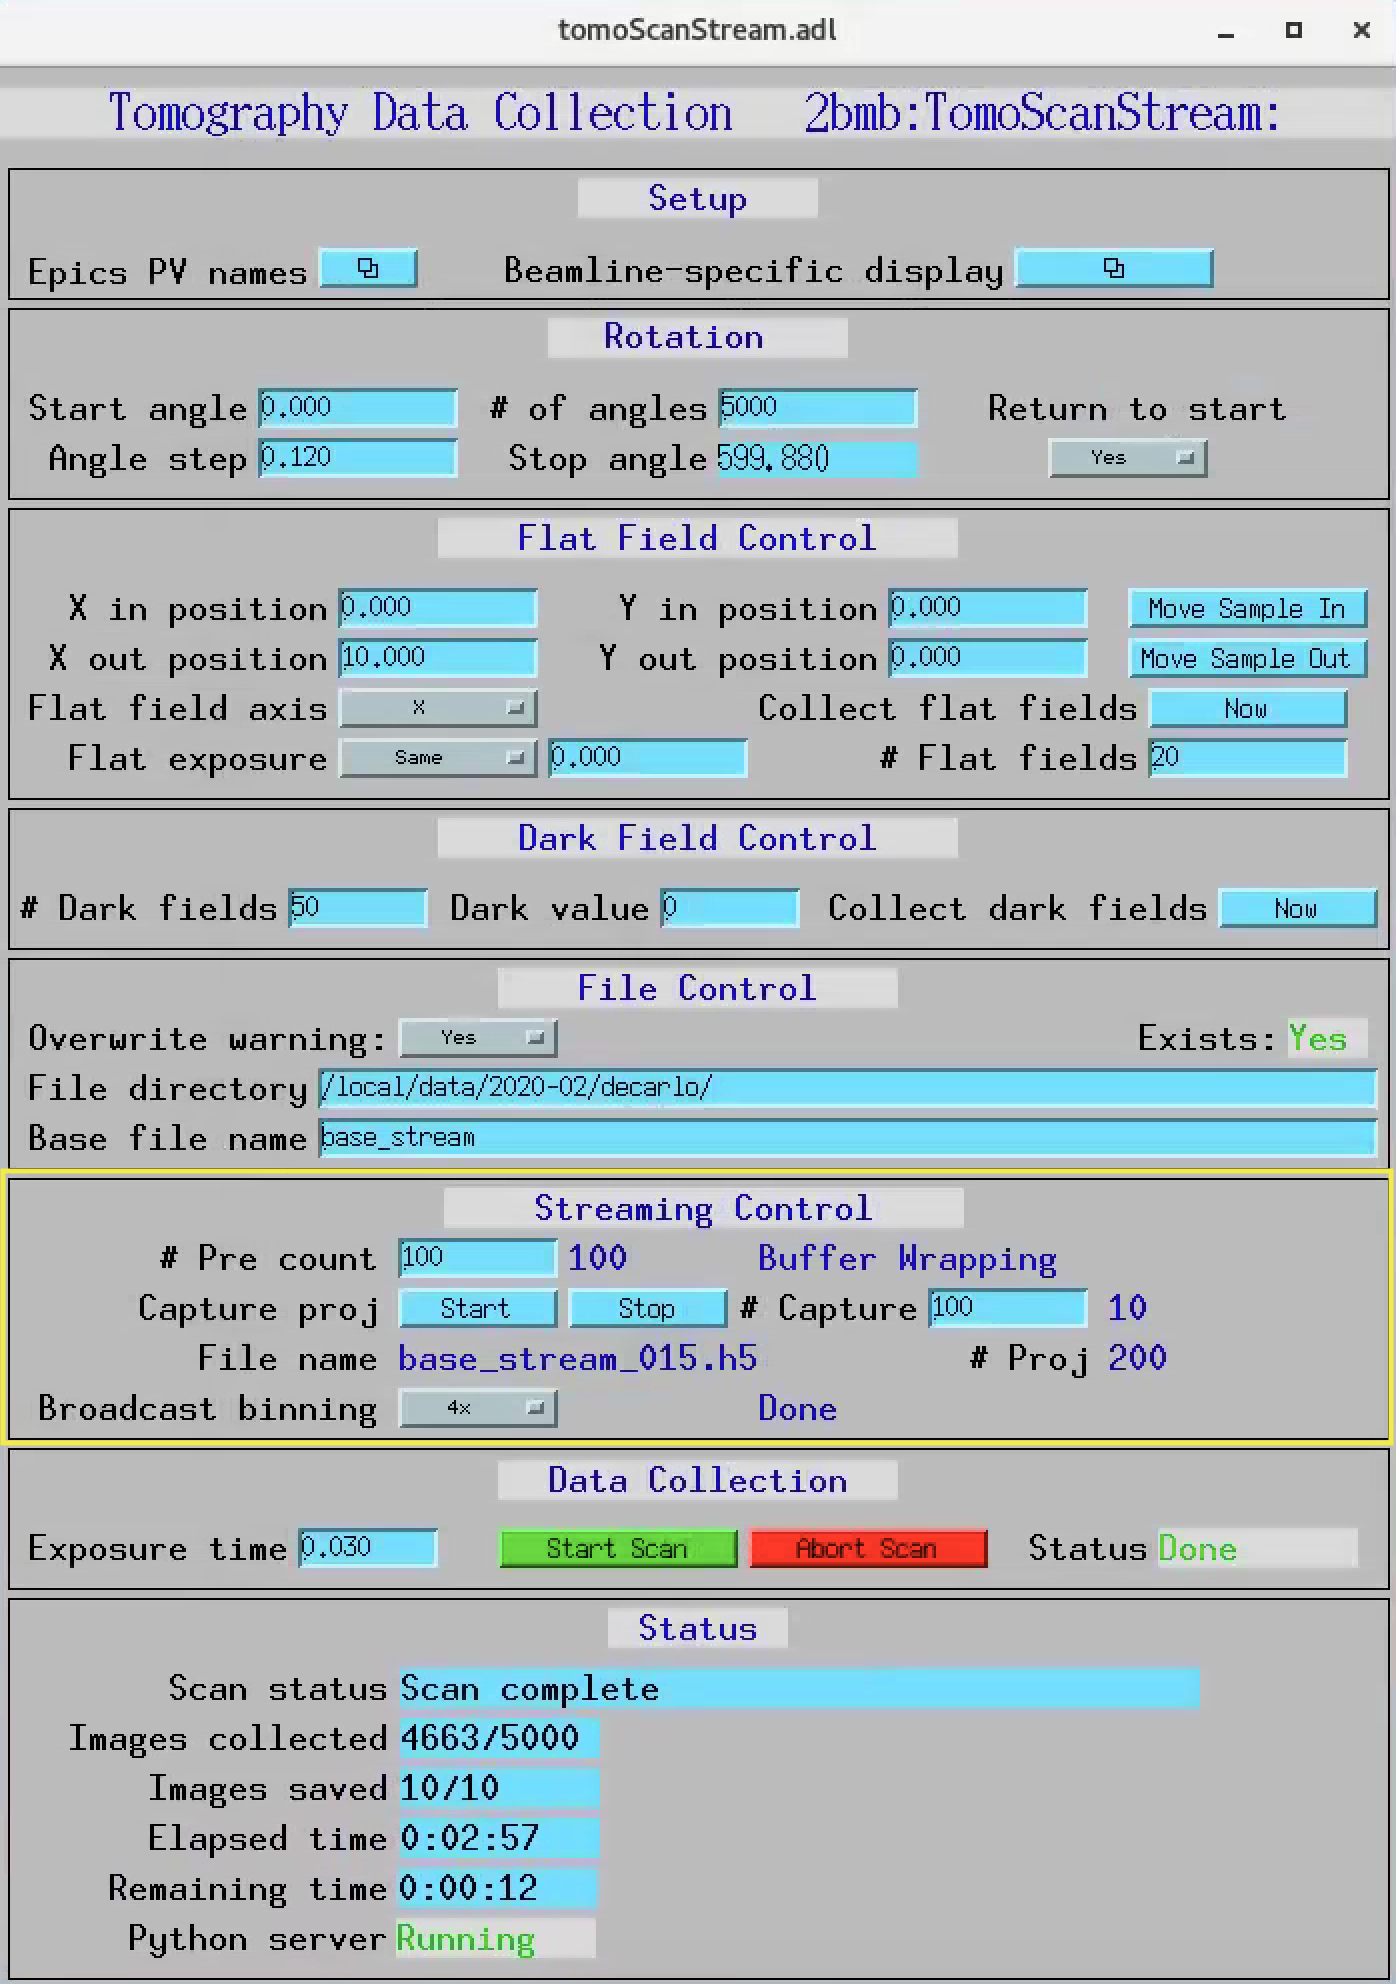 tomoScanStream.adl
Tomography Data Collection 2bmb:TomoScanStream:
Setup
Epics PV names Beamline-specific display
Rotation
Start angle 0.000 # of angles 5000 Return to start
Angle step 0.120 Stop angle 599.880 Yes
Flat Field Control
X in position 0.000 Y in position 0.000 Move Sample In
X out position 10.000 Y out position 0.000 Move Sample Out
Flat field axis X Collect flat fields Now
Flat exposure Same 0.000 # Flat fields 20
Dark Field Control
# Dark fields 50 Dark value 0 Collect dark fields Now
File Control
Overwrite warning: Yes Exists: Yes
File directory /local/data/2020-02/decarlo/
Base file name base_stream
Streaming Control
# Pre count 100 100 Buffer Wrapping
Capture proj Start Stop # Capture 100 10
File name base_stream_015.h5 # Proj 200
Broadcast binning 4x Done
Data Collection
Exposure time 0.030 Start Scan Abort Scan Status Done
Status
Scan status Scan complete
Images collected 4663/5000
Images saved 10/10
Elapsed time 0:02:57
Remaining time 0:00:12
Python server Running